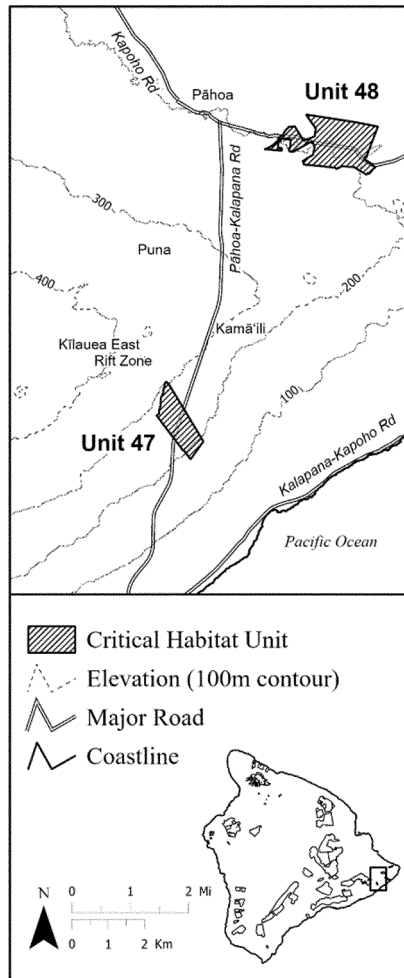 Kapoho Rd
Pāhoa
Unit 48
Pāhoa-Kalapana Rd
300
Puna
200
400
Kamā‘ili
Kīlauea East
Rift Zone
100
Unit 47
Kalapana-Kapoho Rd
Pacific Ocean
Critical Habitat Unit
Elevation (100m contour)
Major Road
Coastline
N
0 1 2 Mi
0 1 2 Km